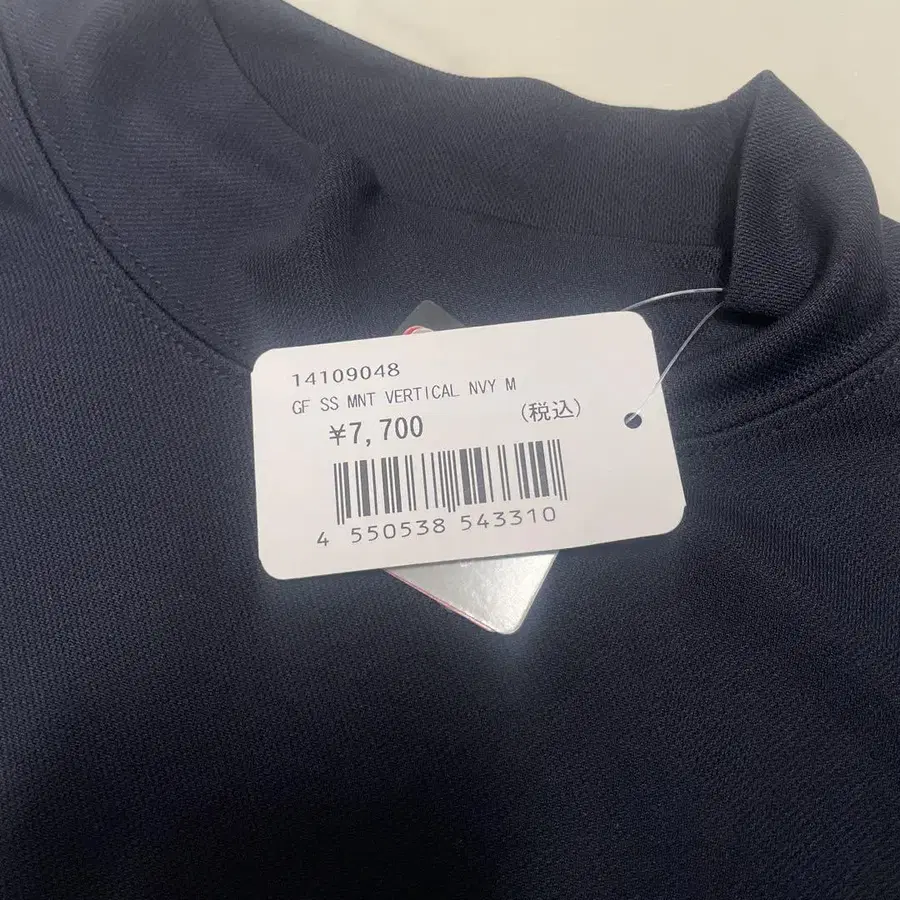 14109048
GF SS MNT VERTICAL NVY M
¥7,700 (税込)
4 550538 543310